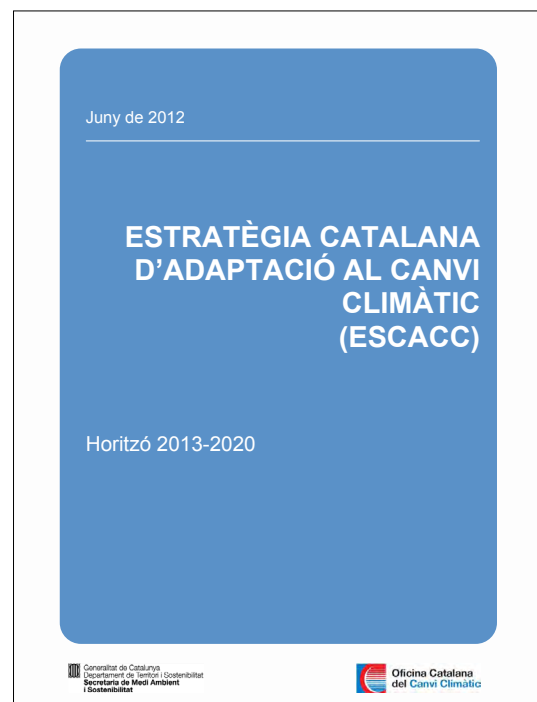 Juny de 2012
ESTRATÈGIA CATALANA
D’ADAPTACIÓ AL CANVI
CLIMÀTIC
(ESCACC)
Horitzó 2013-2020
Generalitat de Catalunya
Departament de Territori i Sostenibilitat
Secretaria de Medi Ambient
i Sostenibilitat
Oficina Catalana
del Canvi Climàtic